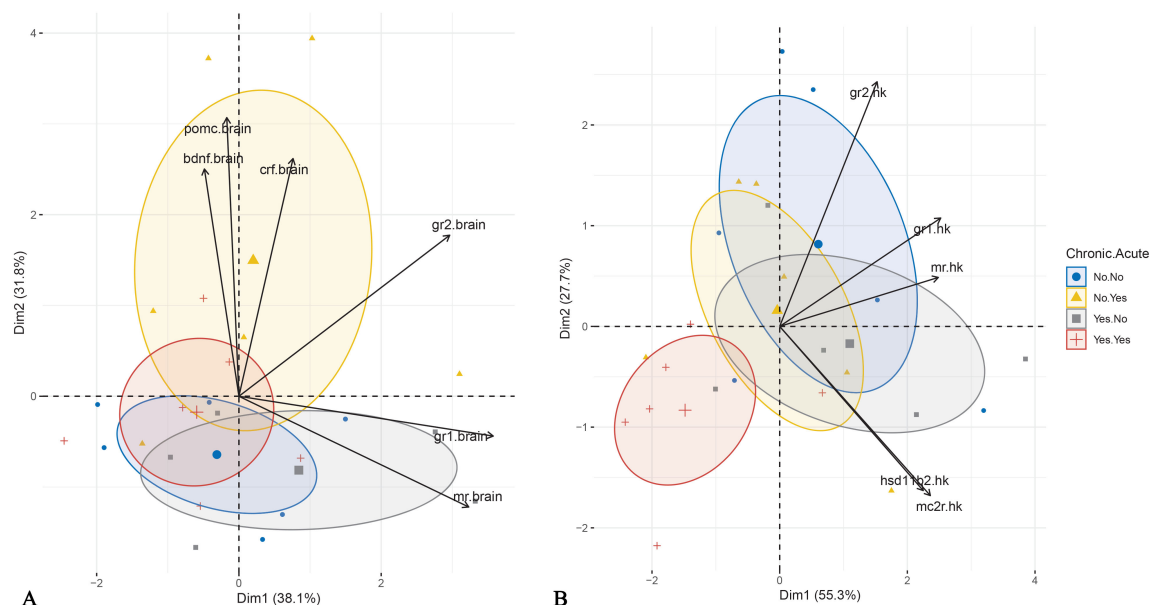 4
2
0
Dim2 (31.8%)
pomc.brain
bdnf.brain
crf.brain
gr2.brain
gr1.brain
mr.brain
−2
0
2
Dim1 (38.1%)
A
2
1
0
−1
−2
Dim2 (27.7%)
gr2.hk
gr1.hk
mr.hk
hsd11b2.hk
mc2r.hk
−2
0
2
4
Dim1 (55.3%)
B
Chronic.Acute
No.No
No.Yes
Yes.No
Yes.Yes